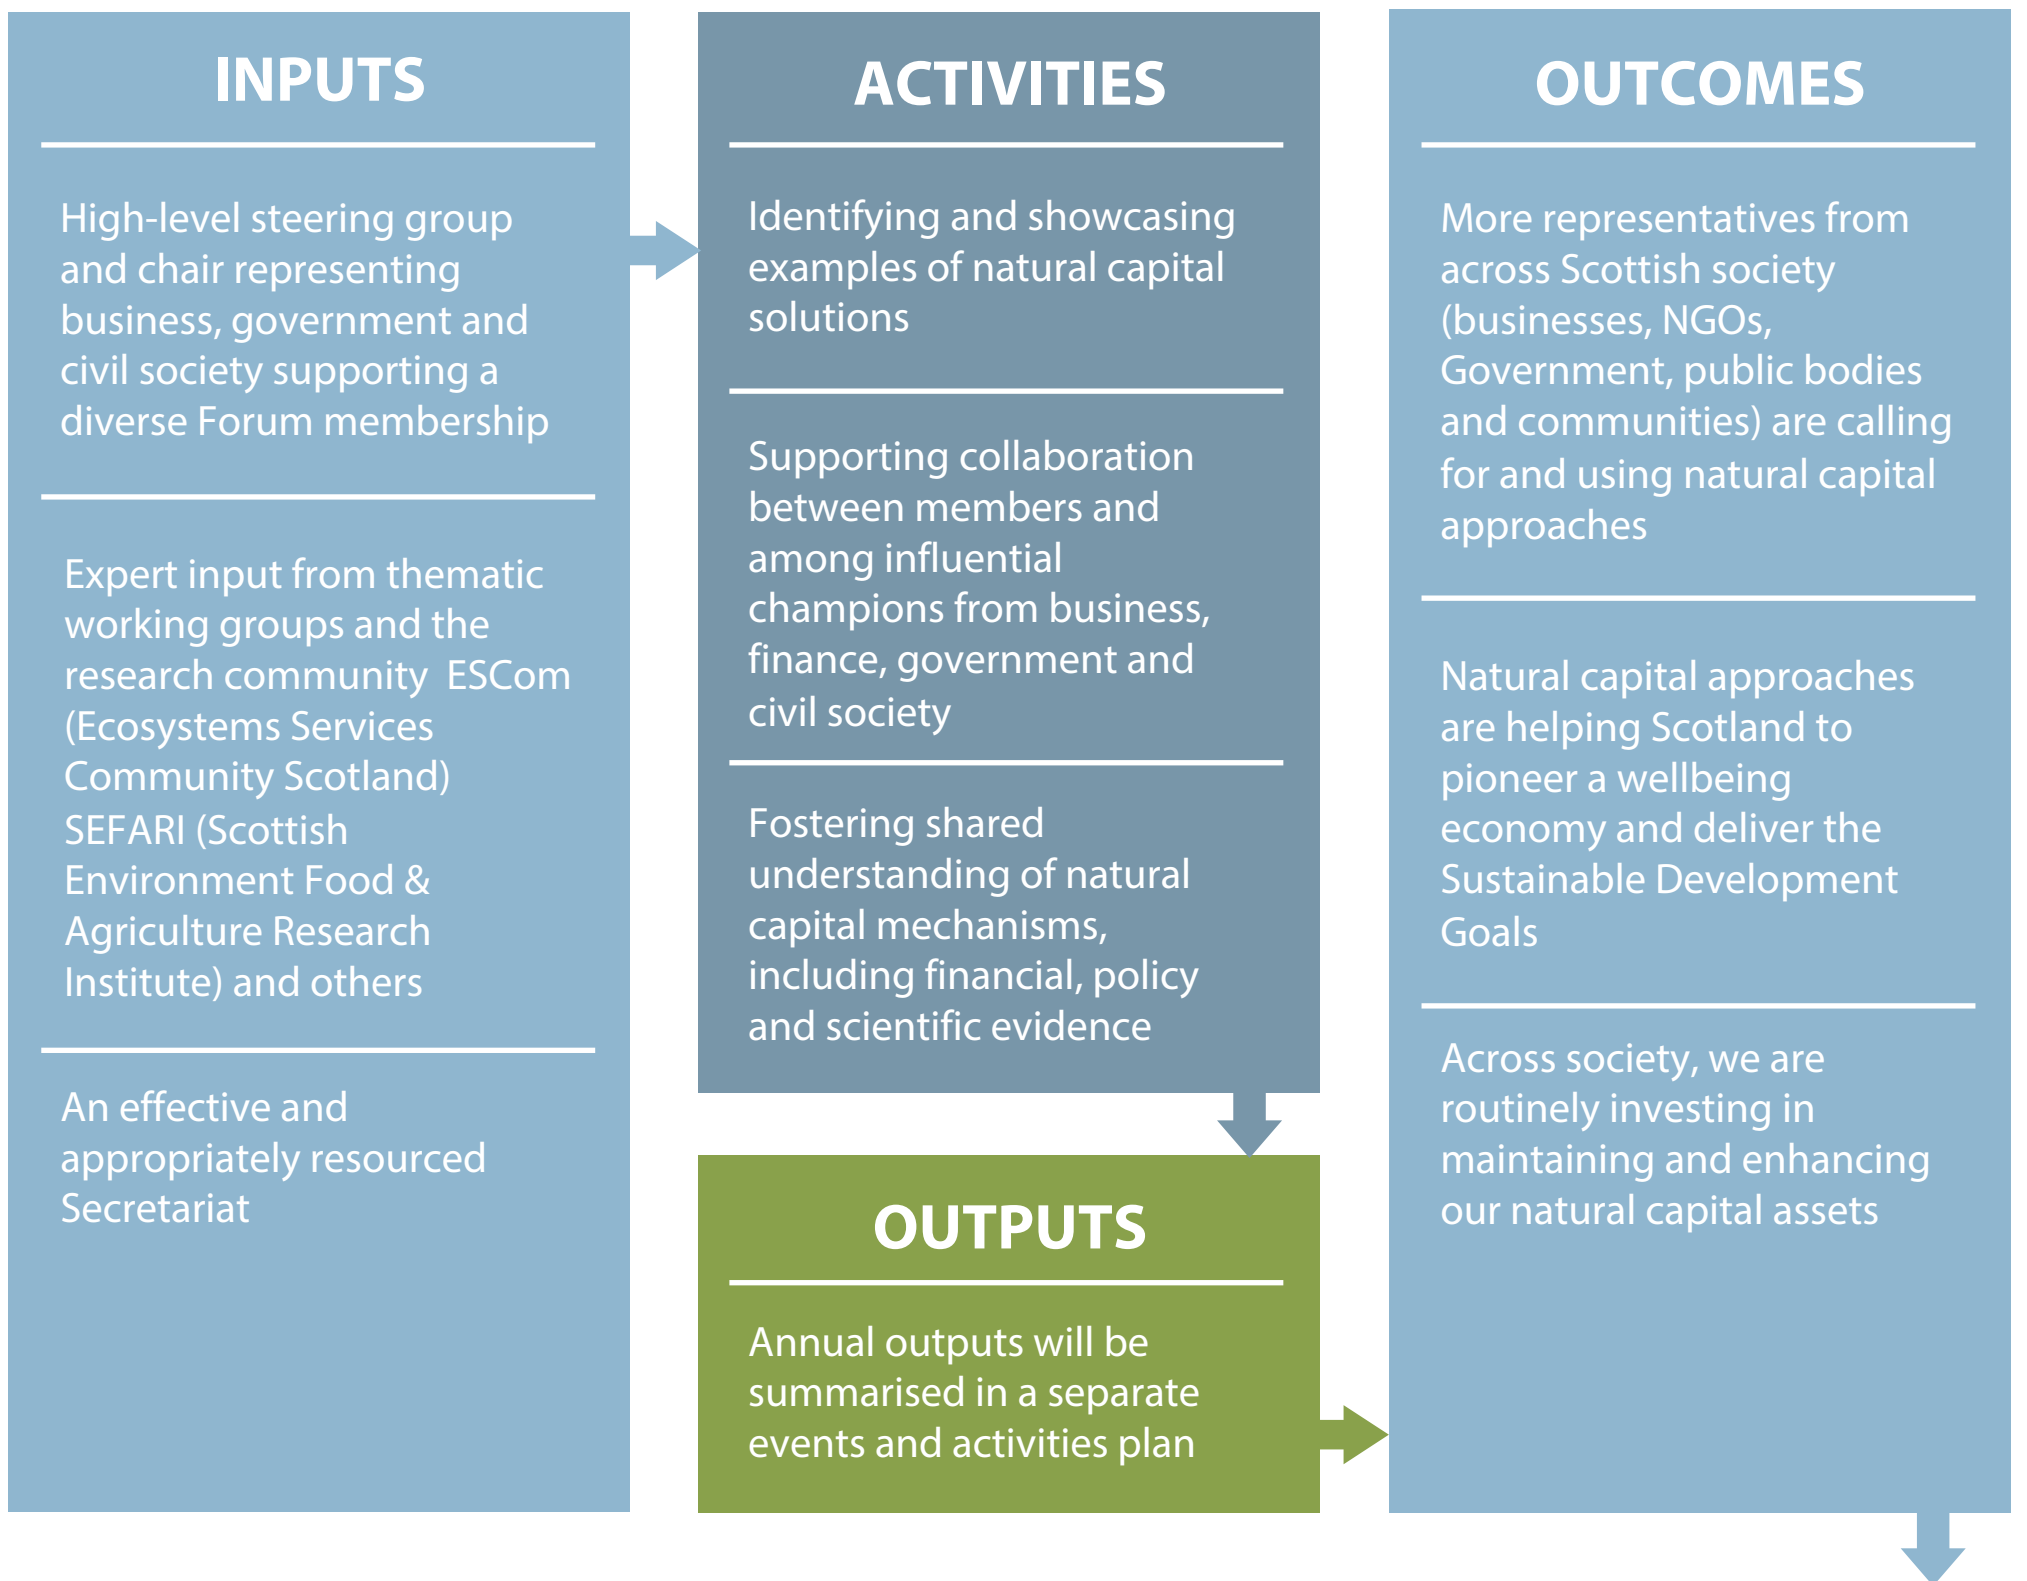 INPUTS
High-level steering group
and chair representing
business, government and
civil society supporting a
diverse Forum membership
Expert input from thematic
working groups and the
research community  ESCom
(Ecosystems Services
Community Scotland)
SEFARI (Scottish
Environment Food &
Agriculture Research
Institute) and others
An effective and
appropriately resourced
Secretariat
ACTIVITIES
Identifying and showcasing
examples of natural capital
solutions
Supporting collaboration
between members and
among influential
champions from business,
finance, government and
civil society
Fostering shared
understanding of natural
capital mechanisms,
including financial, policy
and scientific evidence
OUTPUTS
Annual outputs will be
summarised in a separate
events and activities plan
OUTCOMES
More representatives from
across Scottish society
(businesses, NGOs,
Government, public bodies
and communities) are calling
for and using natural capital
approaches
Natural capital approaches
are helping Scotland to
pioneer a wellbeing
economy and deliver the
Sustainable Development
Goals
Across society, we are
routinely investing in
maintaining and enhancing
our natural capital assets